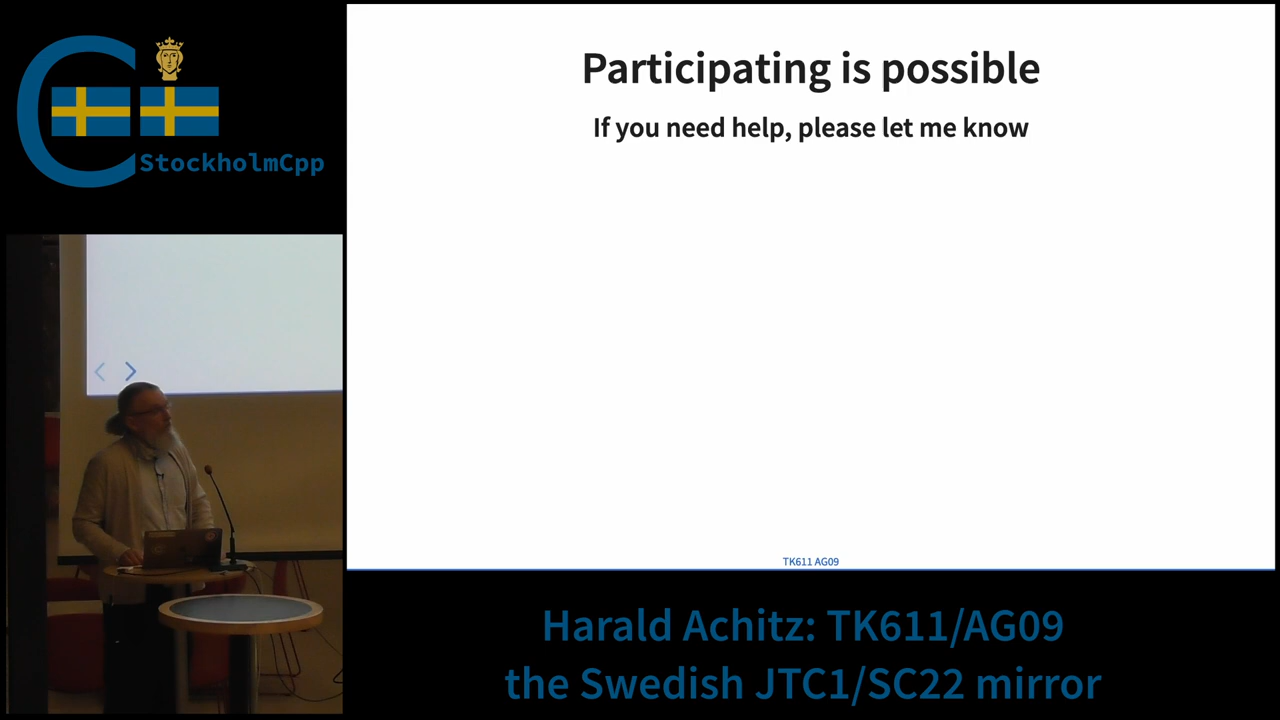 StockholmCpp
Participating is possible
If you need help, please let me know
TK611 AG09
Harald Achitz: TK611/AG09
the Swedish JTC1/SC22 mirror